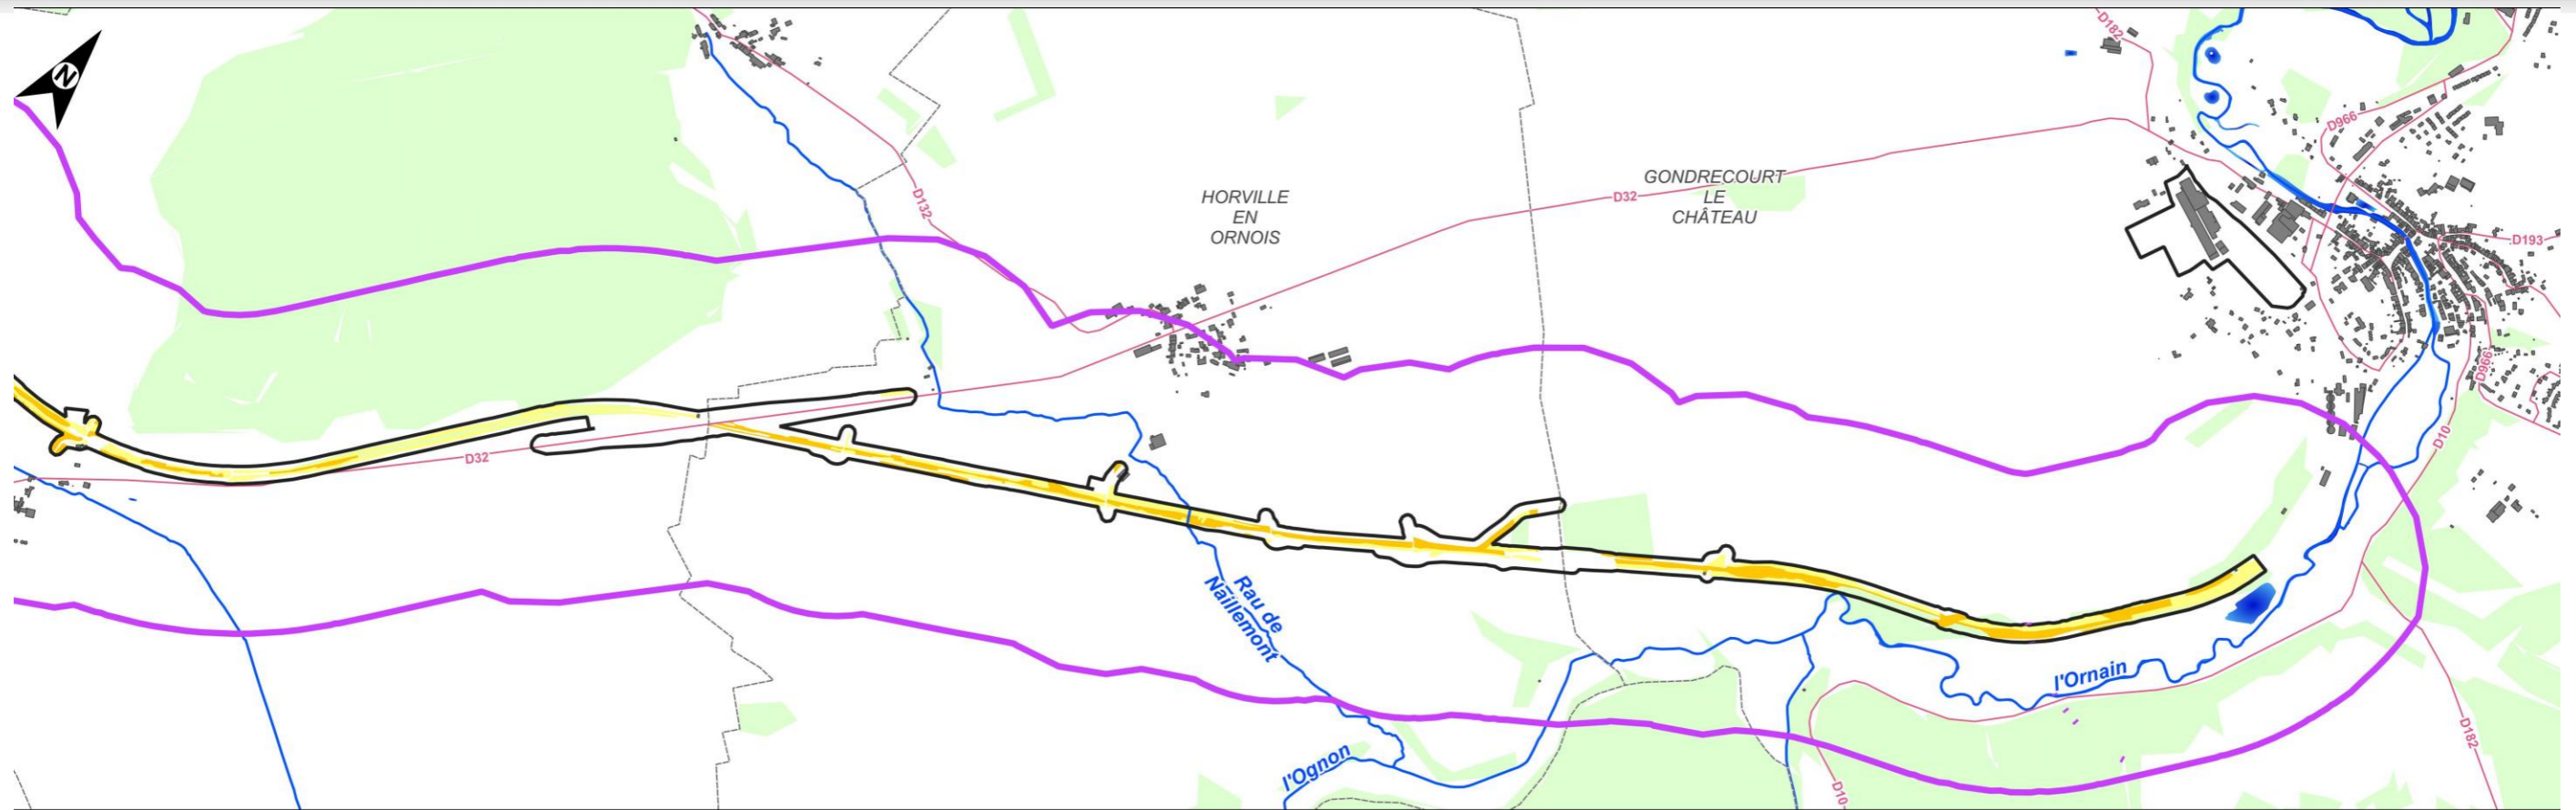 N
D182
D966
D132
HORVILLE
EN
ORNOIS
GONDRECOURT
LE
CHÂTEAU
D32
D193
D966
D32
D10
Rau de
Naillemont
l'Ornain
l'Ognon
D182
D10